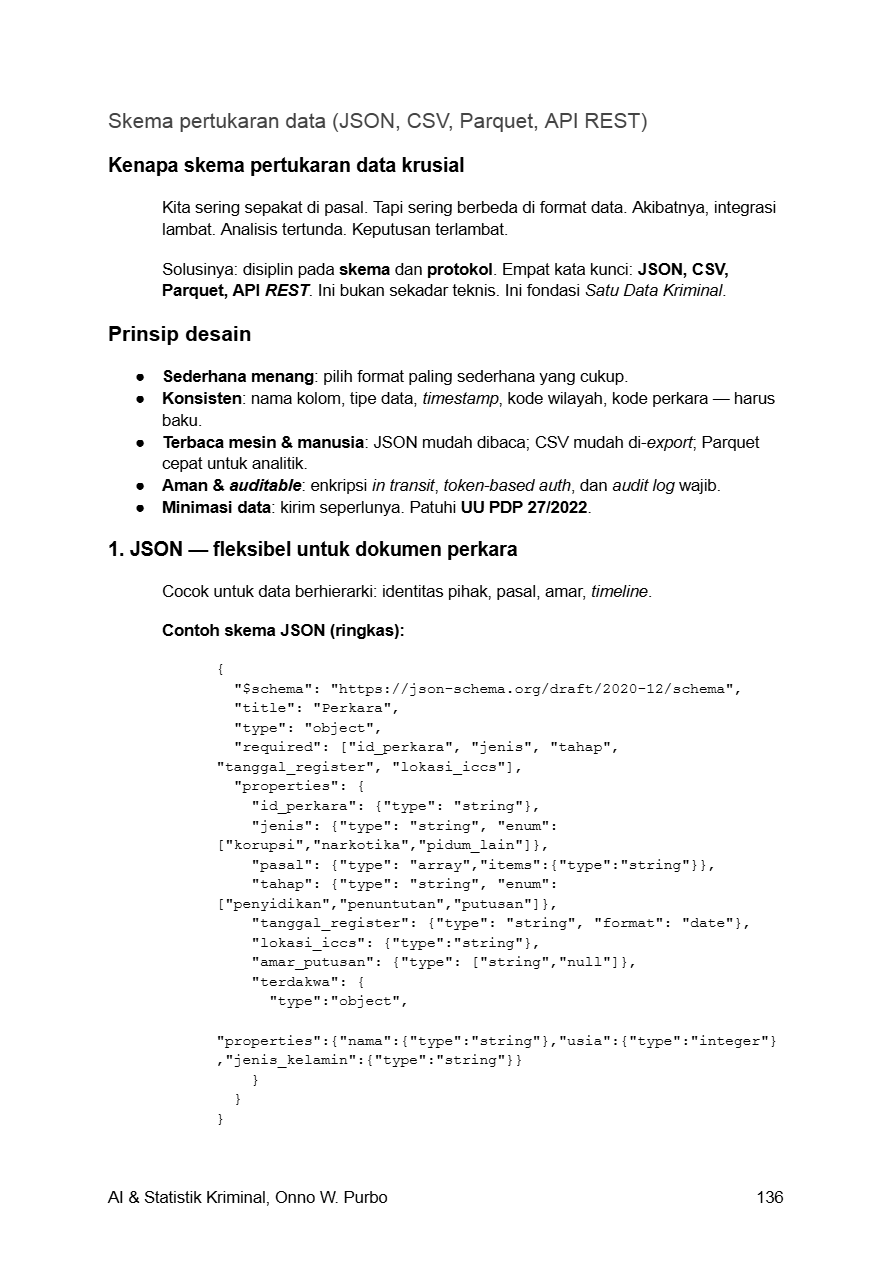 Skema pertukaran data (JSON, CSV, Parquet, API REST)
Kenapa skema pertukaran data krusial
Kita sering sepakat di pasal. Tapi sering berbeda di format data. Akibatnya, integrasi
lambat. Analisis tertunda. Keputusan terlambat.
Solusinya: disiplin pada skema dan protokol. Empat kata kunci: JSON, CSV,
Parquet, API REST. Ini bukan sekadar teknis. Ini fondasi Satu Data Kriminal.
Prinsip desain
● Sederhana menang: pilih format paling sederhana yang cukup.
● Konsisten: nama kolom, tipe data, timestamp, kode wilayah, kode perkara — harus
baku.
● Terbaca mesin & manusia: JSON mudah dibaca; CSV mudah di-export; Parquet
cepat untuk analitik.
● Aman & auditable: enkripsi in transit, token-based auth, dan audit log wajib.
● Minimasi data: kirim seperlunya. Patuhi UU PDP 27/2022.
1. JSON — fleksibel untuk dokumen perkara
Cocok untuk data berhierarki: identitas pihak, pasal, amar, timeline.
Contoh skema JSON (ringkas):
{
  "$schema": "https://json-schema.org/draft/2020-12/schema",
  "title": "Perkara",
  "type": "object",
  "required": ["id_perkara", "jenis", "tahap",
"tanggal_register", "lokasi_iccs"],
  "properties": {
    "id_perkara": {"type": "string"},
    "jenis": {"type": "string", "enum":
["korupsi","narkotika","pidum_lain"]},
    "pasal": {"type": "array","items":{"type":"string"}},
    "tahap": {"type": "string", "enum":
["penyidikan","penuntutan","putusan"]},
    "tanggal_register": {"type": "string", "format": "date"},
    "lokasi_iccs": {"type":"string"},
    "amar_putusan": {"type": ["string","null"]},
    "terdakwa": {
      "type":"object",
"properties":{"nama":{"type":"string"},"usia":{"type":"integer"}
,"jenis_kelamin":{"type":"string"}}
    }
  }
}
AI & Statistik Kriminal, Onno W. Purbo 136